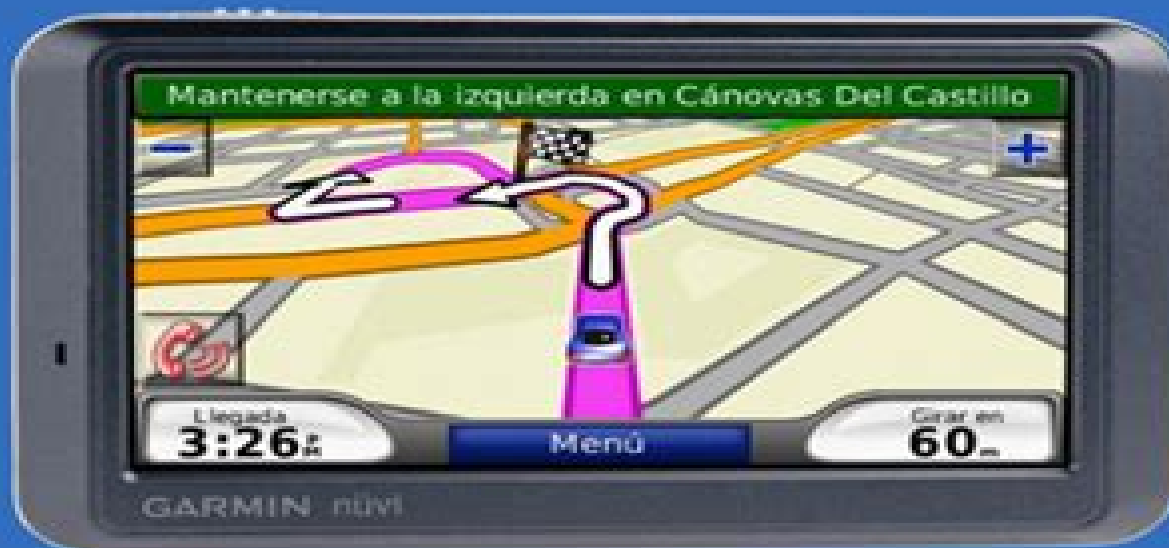 Mantenerse a la izquierda en Cánovas Del Castillo
Llegada
3:26
Menú
Girar en
60 m
GARMIN nüvi